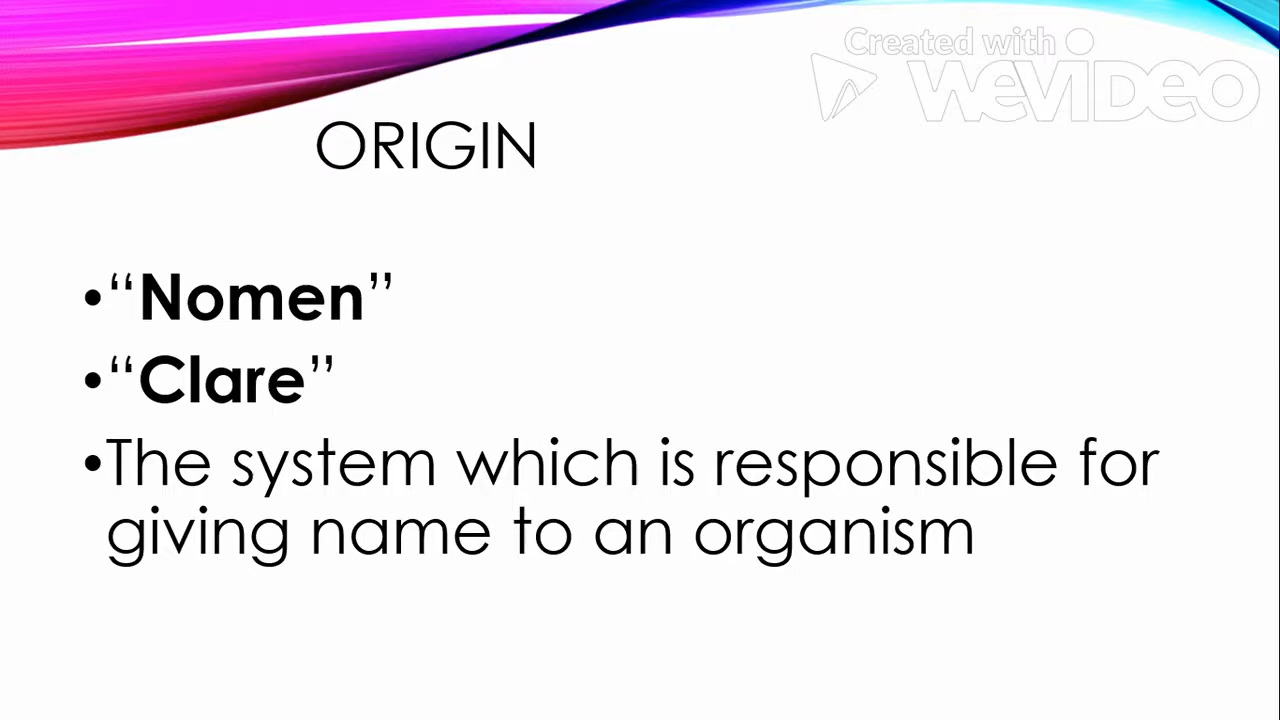 Created with
WEVIDEO
ORIGIN
•“Nomen”
•“Clare”
•The system which is responsible for
giving name to an organism